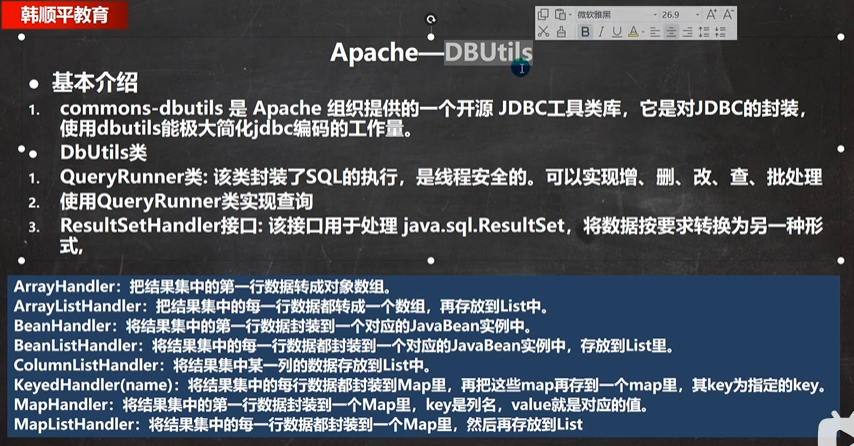 韩顺平教育
微软雅黑 26.9
B I U A
Apache—DBUtils
● 基本介绍
1. commons-dbutils 是 Apache 组织提供的一个开源 JDBC工具类库，它是对JDBC的封装，
使用dbutils能极大简化jdbc编码的工作量。
● DbUtils类
1. QueryRunner类: 该类封装了SQL的执行，是线程安全的。可以实现增、删、改、查、批处理
2. 使用QueryRunner类实现查询
3. ResultSetHandler接口: 该接口用于处理 java.sql.ResultSet，将数据按要求转换为另一种形
式,
ArrayHandler：把结果集中的第一行数据转成对象数组。
ArrayListHandler：把结果集中的每一行数据都转成一个数组，再存放到List中。
BeanHandler：将结果集中的第一行数据封装到一个对应的JavaBean实例中。
BeanListHandler：将结果集中的每一行数据都封装到一个对应的JavaBean实例中，存放到List里。
ColumnListHandler：将结果集中某一列的数据存放到List中。
KeyedHandler(name)：将结果集中的每行数据都封装到Map里，再把这些map再存到一个map里，其key为指定的key。
MapHandler：将结果集中的第一行数据封装到一个Map里，key是列名，value就是对应的值。
MapListHandler：将结果集中的每一行数据都封装到一个Map里，然后再存放到List